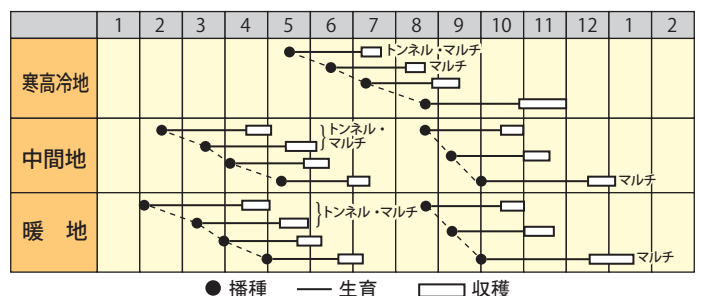 1 2 3 4 5 6 7 8 9 10 11 12 1 2
寒高冷地
トンネル・マルチ
マルチ
中間地
トンネル・
マルチ
マルチ
暖 地
トンネル・マルチ
マルチ
播種 生育 収穫